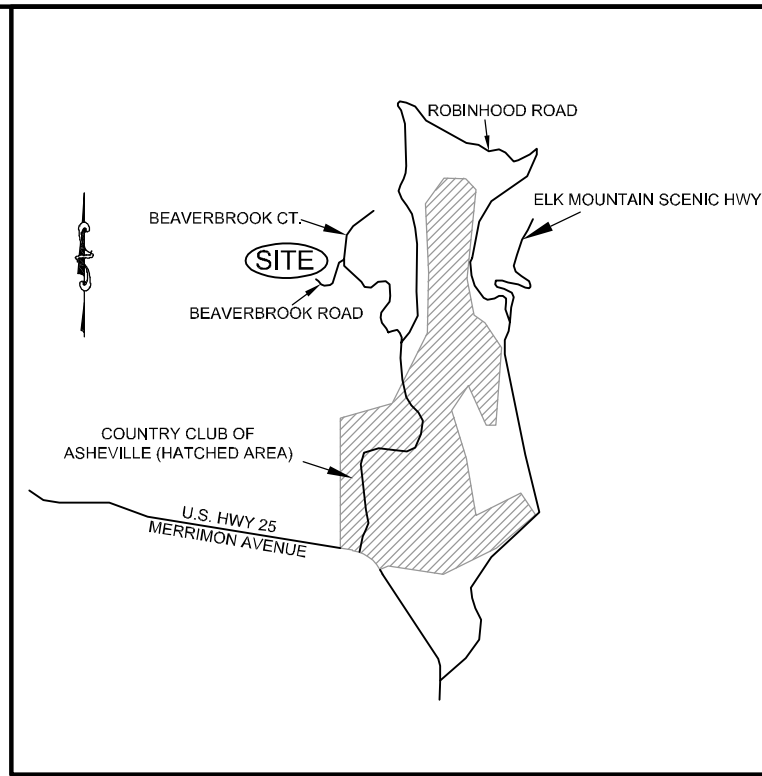 ROBINHOOD ROAD
ELK MOUNTAIN SCENIC HWY
BEAVERBROOK CT.
SITE
BEAVERBROOK ROAD
COUNTRY CLUB OF
ASHEVILLE (HATCHED AREA)
U.S. HWY 25
MERRIMON AVENUE